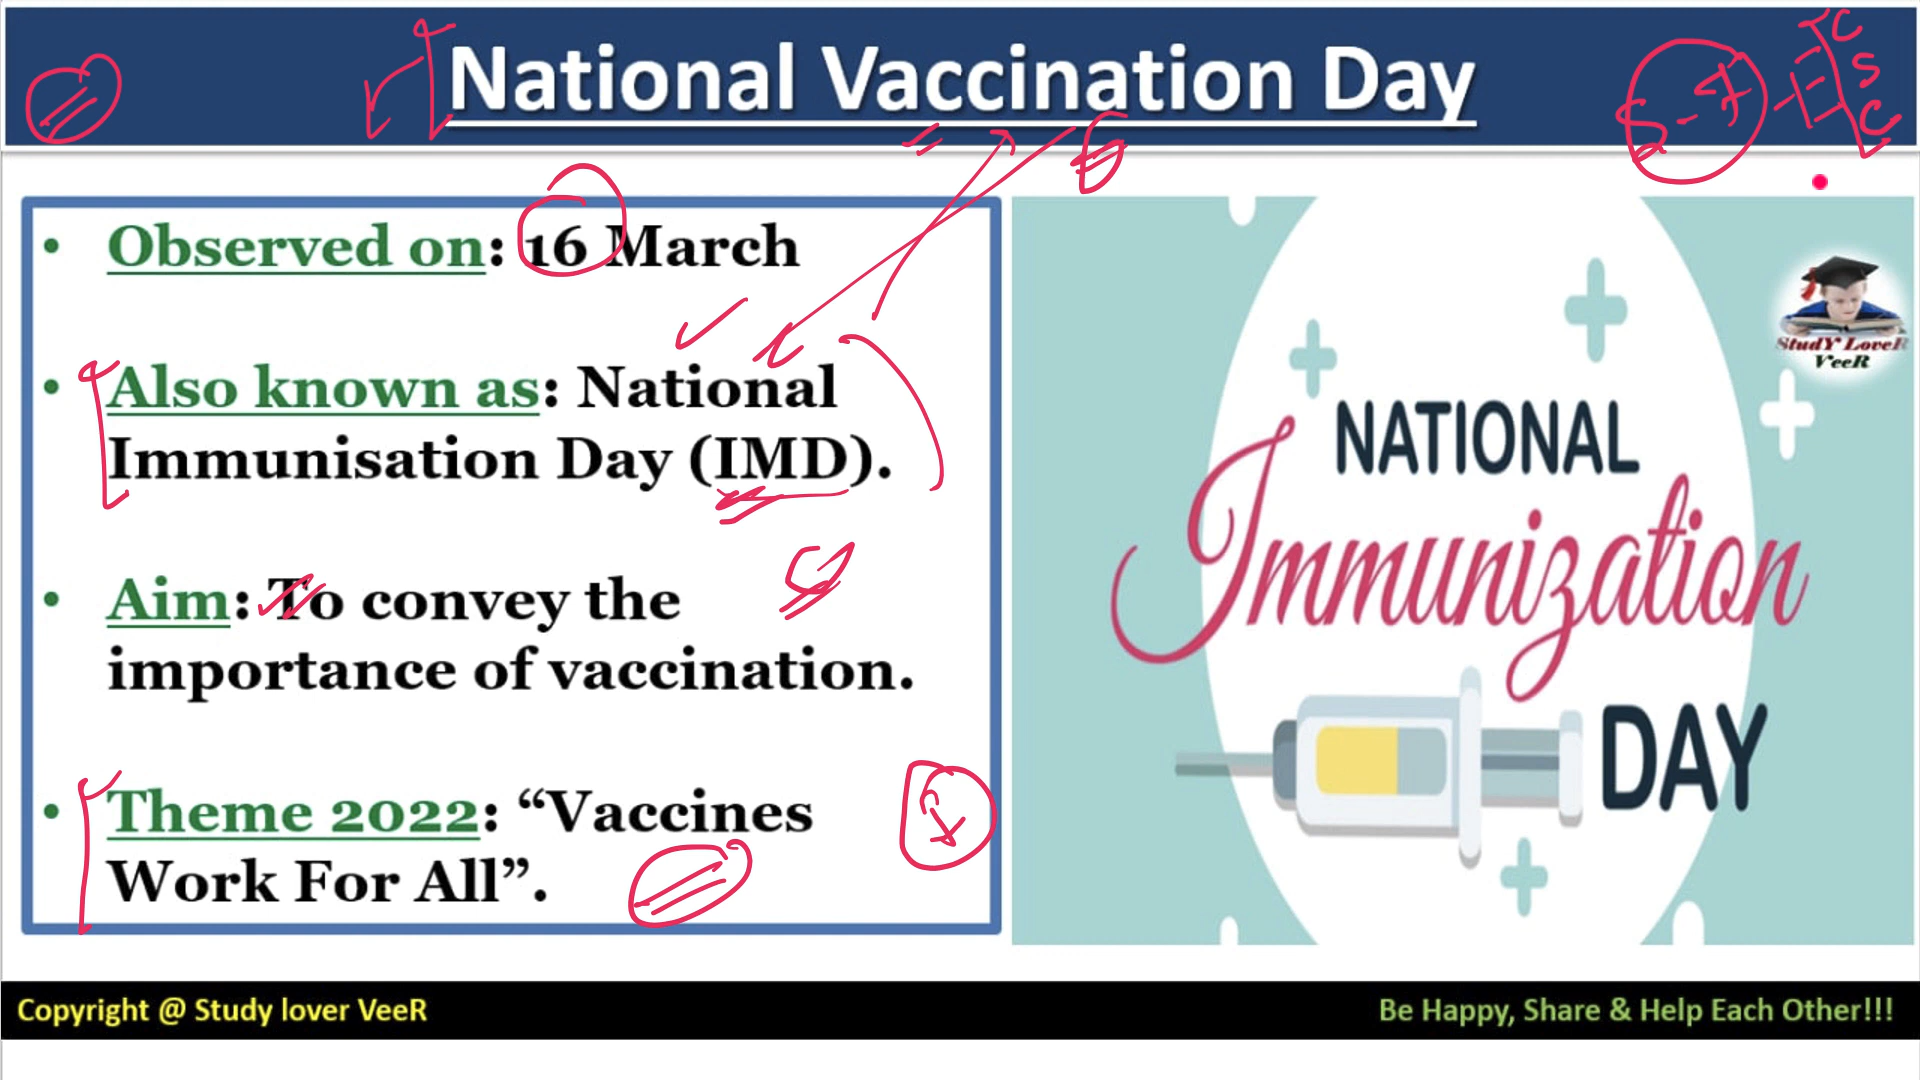 National Vaccination Day
5-7
C
S
C
• Observed on: 16 March
• Also known as: National
Immunisation Day (IMD).
• Aim: To convey the
importance of vaccination.
• Theme 2022: “Vaccines
Work For All”.
StudY LoveR
VeeR
NATIONAL
Immunization
DAY
Copyright @ Study lover VeeR
Be Happy, Share & Help Each Other!!!